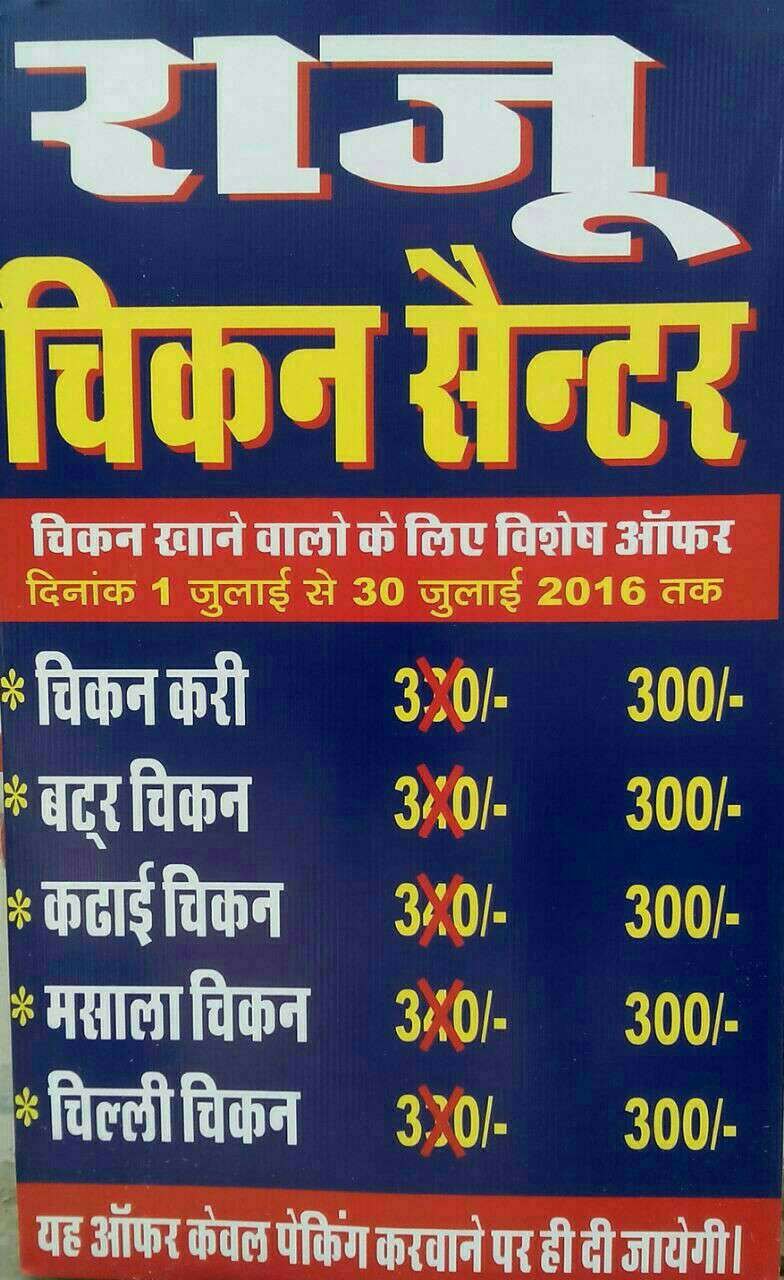 राजू
चिकन सैन्टर
चिकन खाने वालो के लिए विशेष ऑफर
दिनांक 1 जुलाई से 30 जुलाई 2016 तक
* चिकन करी 330/- 300/-
* बट्र चिकन 340/- 300/-
* कढाई चिकन 340/- 300/-
* मसाला चिकन 340/- 300/-
* चिल्ली चिकन 330/- 300/-
यह ऑफर केवल पेकिंग करवाने पर ही दी जायेगी।